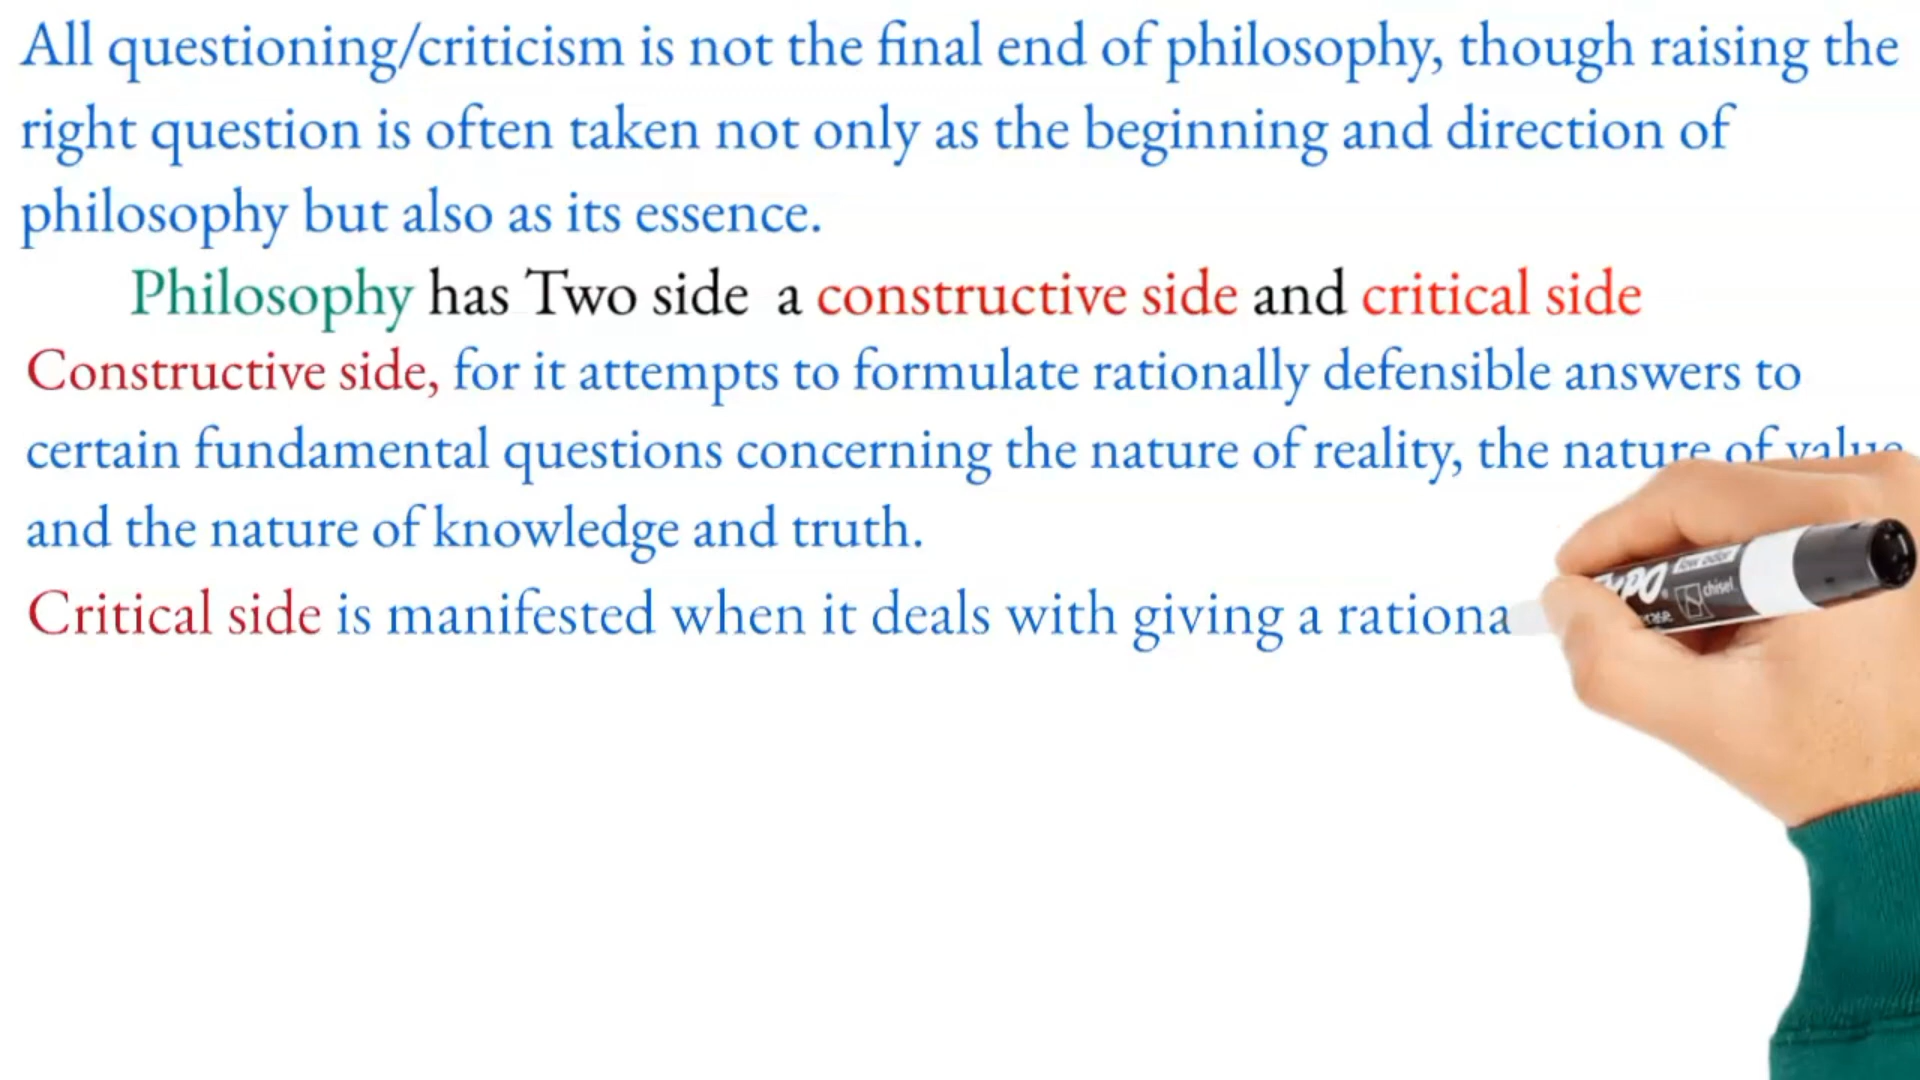 All questioning/criticism is not the final end of philosophy, though raising the
right question is often taken not only as the beginning and direction of
philosophy but also as its essence.
Philosophy has Two side a constructive side and critical side
Constructive side, for it attempts to formulate rationally defensible answers to
certain fundamental questions concerning the nature of reality, the nature of value
and the nature of knowledge and truth.
Critical side is manifested when it deals with giving a rationa
low odor
chisel